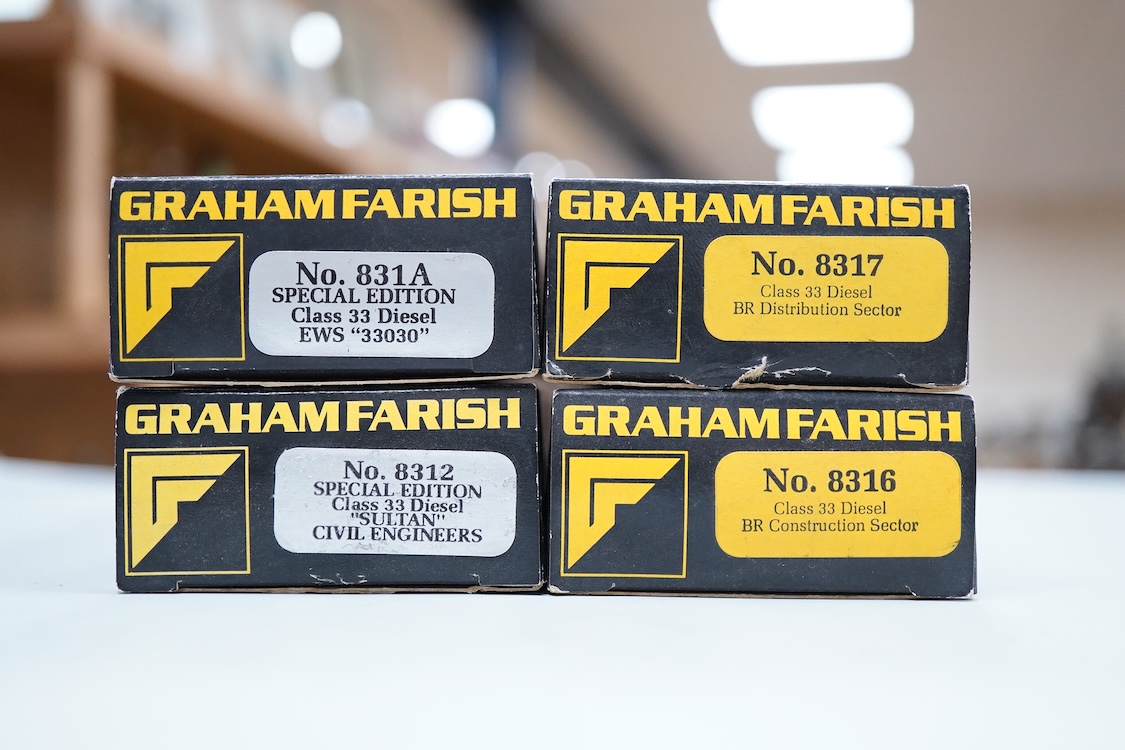 GRAHAM FARISH
No. 831A
SPECIAL EDITION
Class 33 Diesel
EWS “33030”
GRAHAM FARISH
No. 8317
Class 33 Diesel
BR Distribution Sector
GRAHAM FARISH
No. 8312
SPECIAL EDITION
Class 33 Diesel
"SULTAN"
CIVIL ENGINEERS
GRAHAM FARISH
No. 8316
Class 33 Diesel
BR Construction Sector